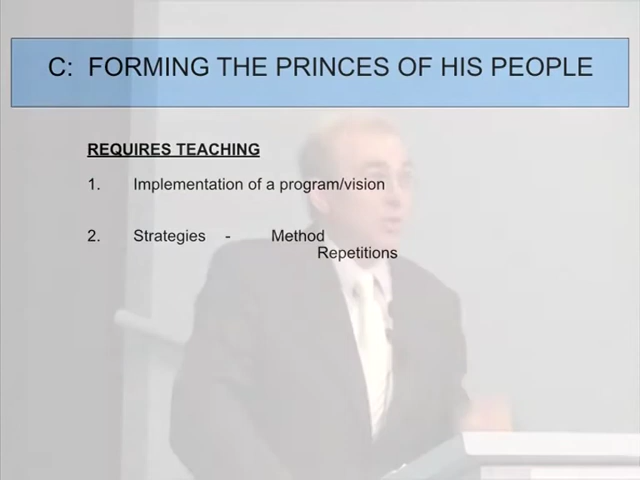 C: FORMING THE PRINCES OF HIS PEOPLE
REQUIRES TEACHING
1. Implementation of a program/vision
2. Strategies - Method
Repetitions